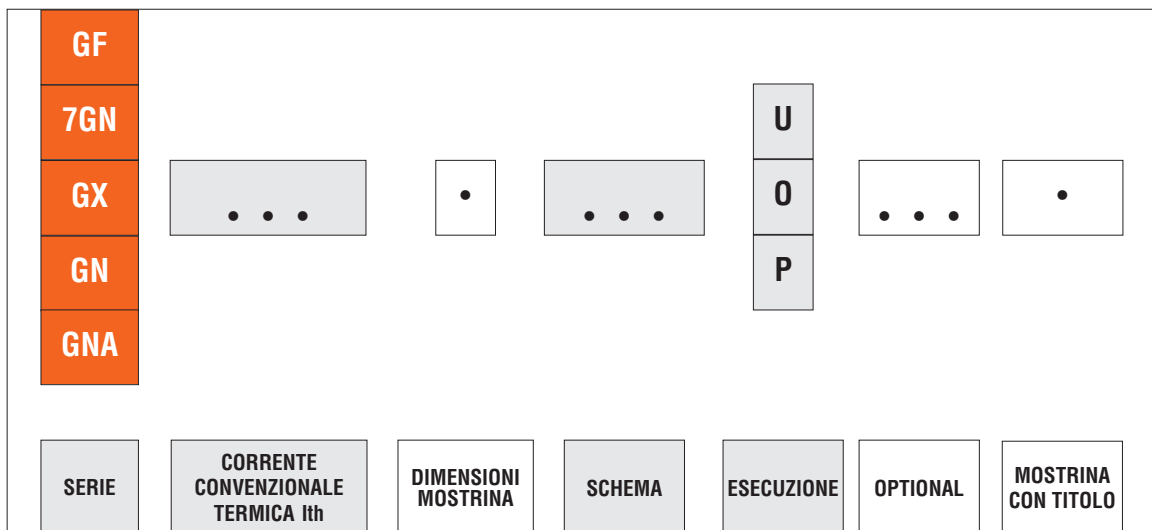 GF
7GN
GX
GN
GNA
• • •
•
• • •
U
O
P
• • •
•
SERIE
CORRENTE
CONVENZIONALE
TERMICA Ith
DIMENSIONI
MOSTRINA
SCHEMA
ESECUZIONE
OPTIONAL
MOSTRINA
CON TITOLO